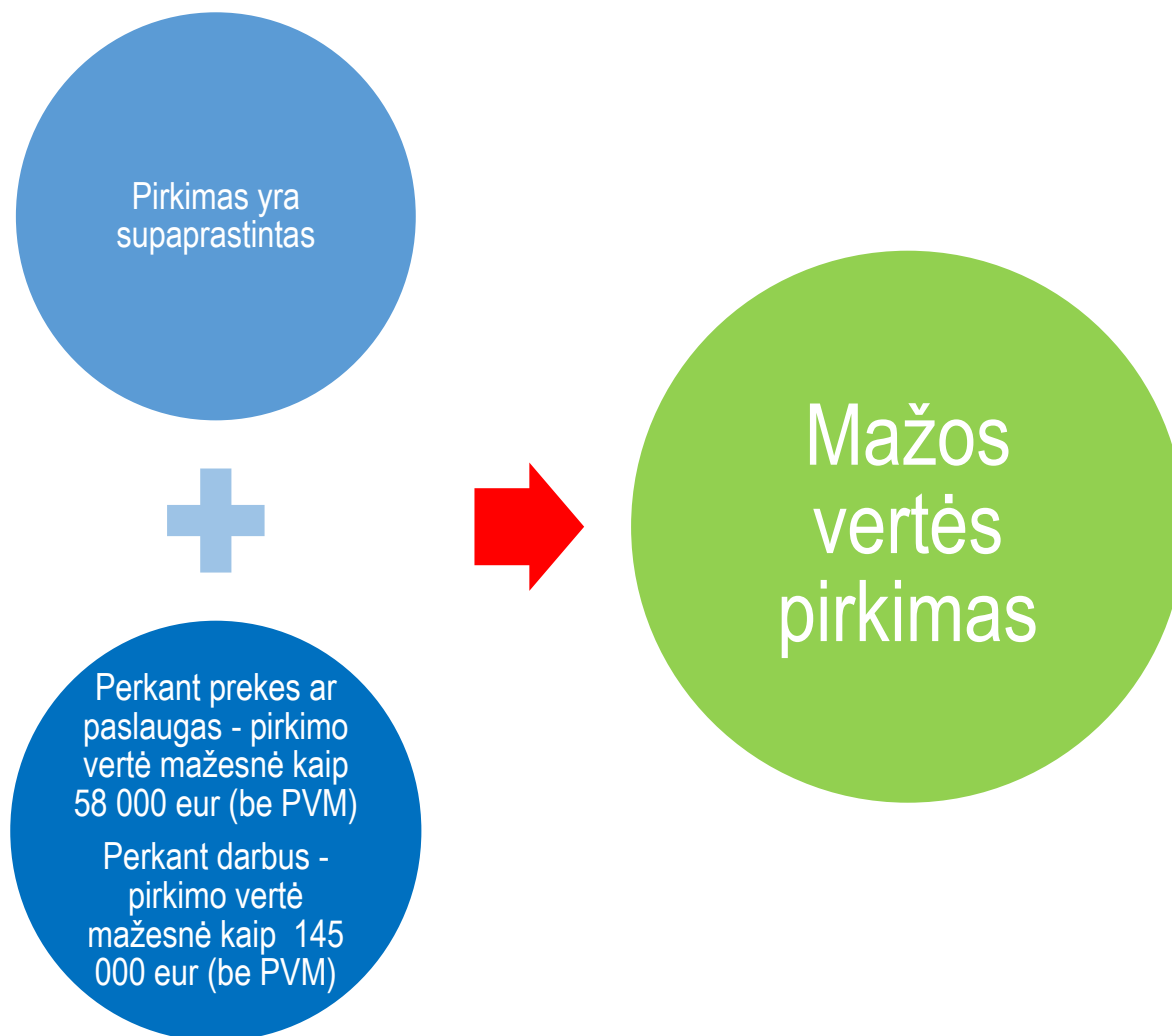 Pirkimas yra
supaprastintas
Perkant prekes ar
paslaugas - pirkimo
vertė mažesnė kaip
58 000 eur (be PVM)
Perkant darbus -
pirkimo vertė
mažesnė kaip  145
000 eur (be PVM)
Mažos
vertės
pirkimas